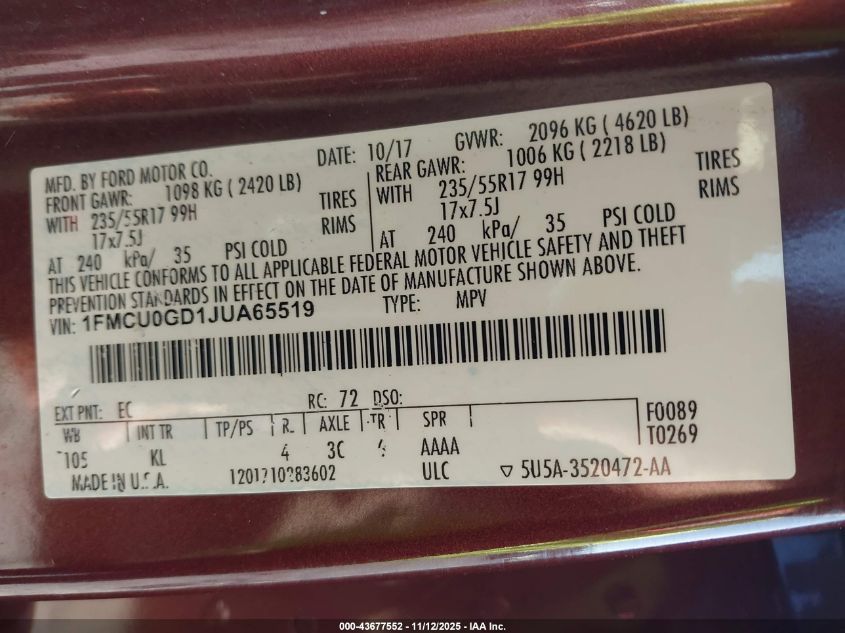 MFD. BY FORD MOTOR CO. DATE: 10/17 GVWR: 2096 KG ( 4620 LB)
FRONT GAWR: 1098 KG ( 2420 LB) REAR GAWR: 1006 KG ( 2218 LB)
WITH 235/55R17 99H TIRES WITH 235/55R17 99H TIRES
17x7.5J RIMS 17x7.5J RIMS
AT 240 kPa/ 35 PSI COLD AT 240 kPa/ 35 PSI COLD
THIS VEHICLE CONFORMS TO ALL APPLICABLE FEDERAL MOTOR VEHICLE SAFETY AND THEFT
PREVENTION STANDARDS IN EFFECT ON THE DATE OF MANUFACTURE SHOWN ABOVE.
VIN: 1FMCU0GD1JUA65519 TYPE: MPV
EXT PNT: EC RC: 72 DSO:
WB INT TR TP/PS R AXLE TR SPR F0089
105 KL 4 3C AAAA T0269
MADE IN U.S.A. 1201710283602 ULC 5U5A-3520472-AA
000-43677552 - 11/12/2025 - IAA Inc.